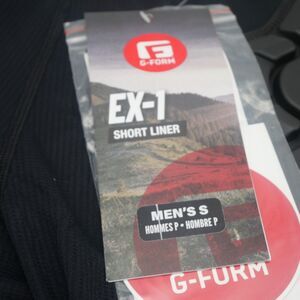 G-FORM
EX-1
SHORT LINER
MEN'S S
HOMMES P • HOMBRE P
G-FORM